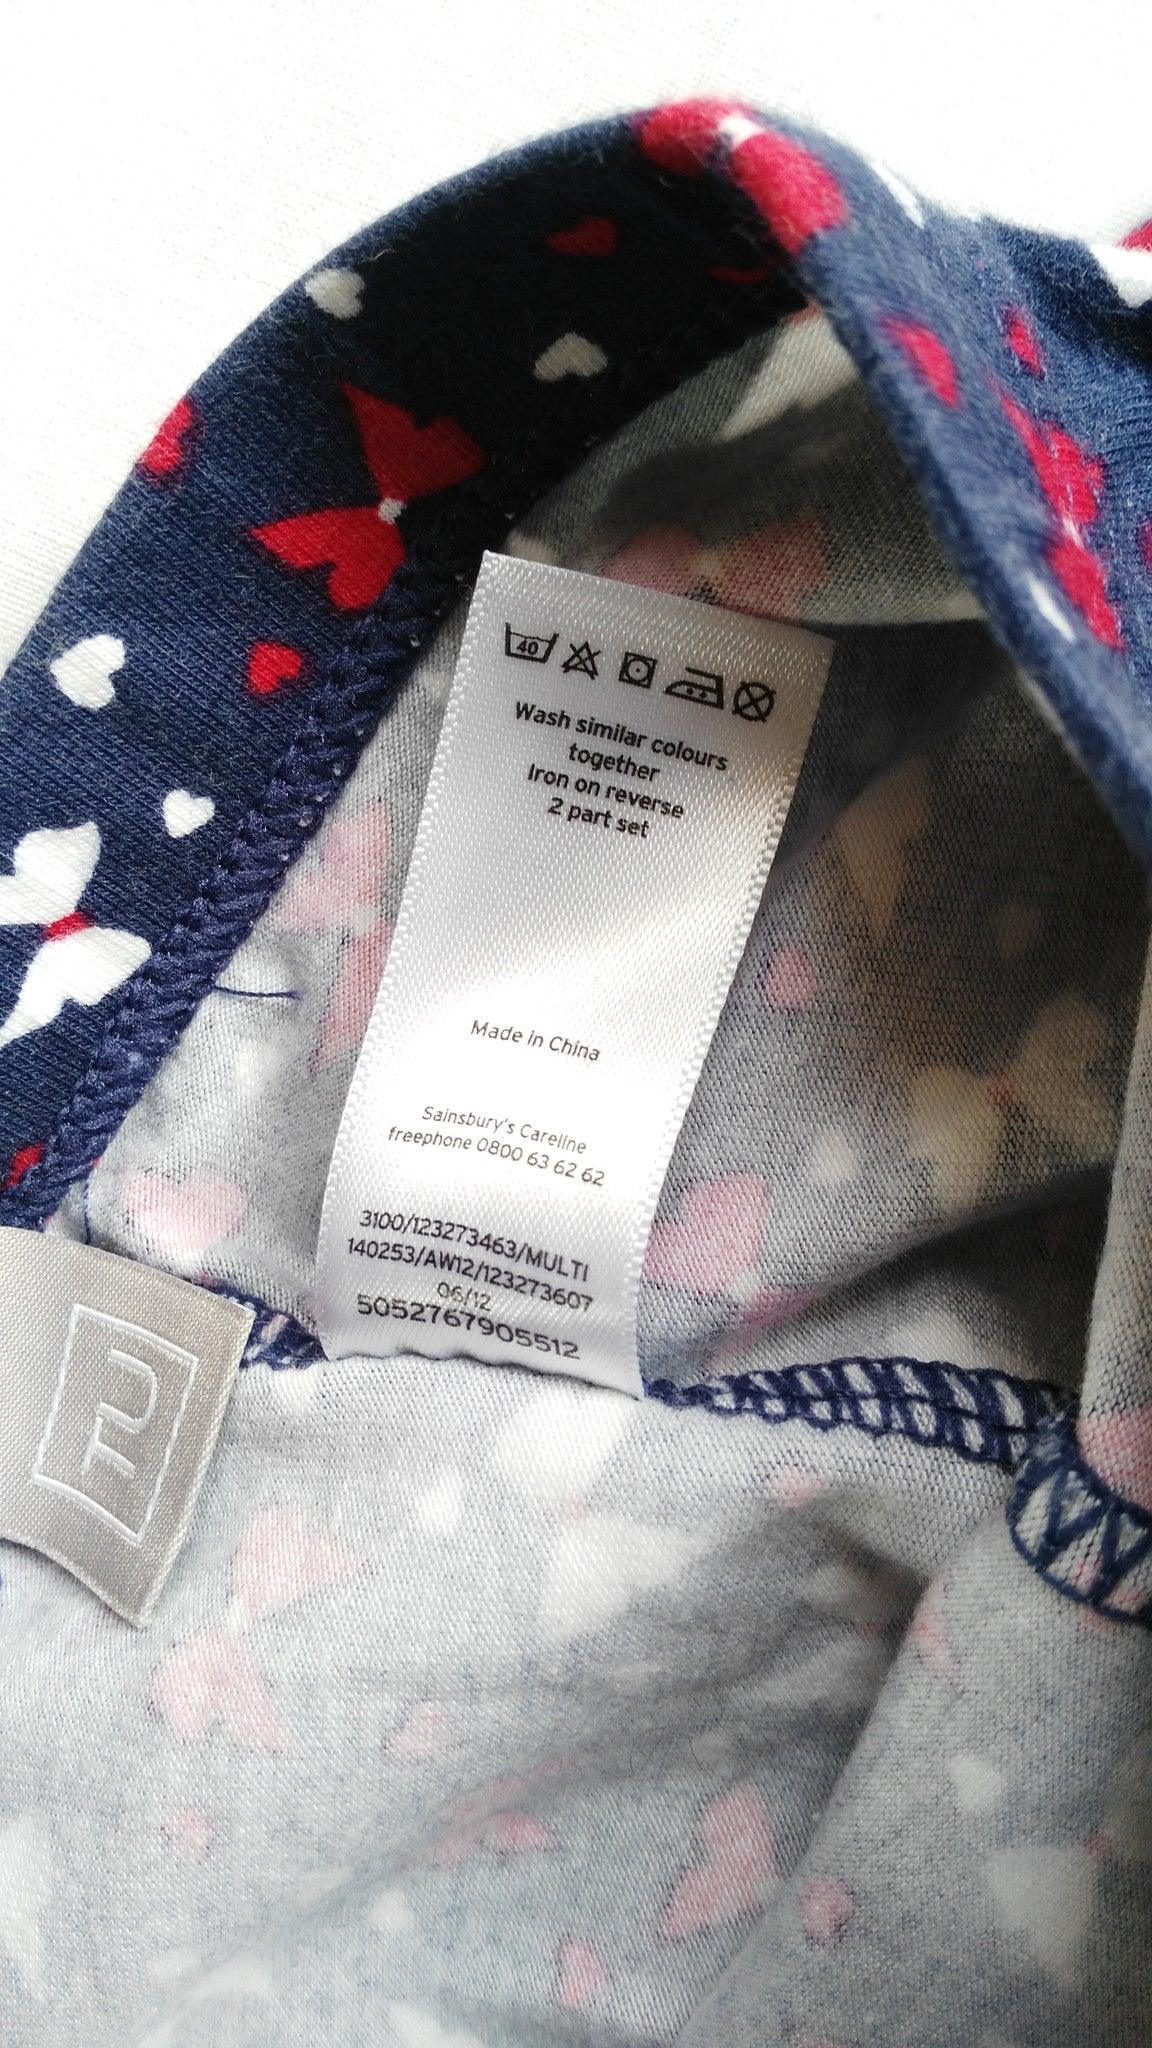 40
Wash similar colours
together
Iron on reverse
2 part set
Made in China
Sainsbury's Careline
freephone 0800 63 62 62
3100/123273463/MULTI
140253/AW12/123273607
06/12
5052767905512
TU